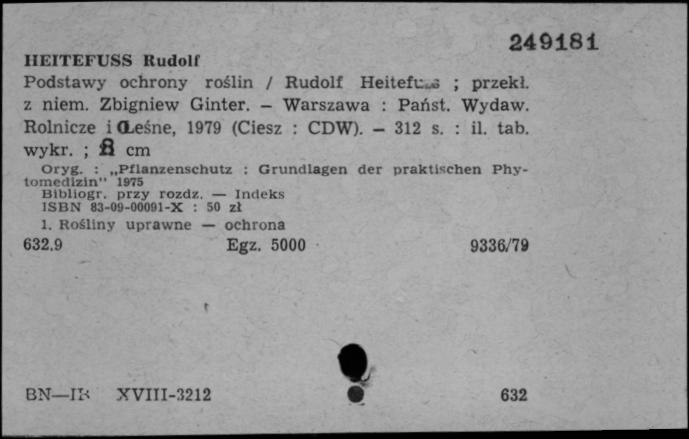 249181
HEITEFUSS Rudolf
Podstawy ochrony roślin / Rudolf Heitefuss ; przekł.
z niem. Zbigniew Ginter. — Warszawa : Państ. Wydaw.
Rolnicze i Leśne, 1979 (Ciesz : CDW). — 312 s. : il. tab.
wykr. ; cm
Oryg. : „Pflanzenschutz : Grundlagen der praktischen Phy-
tomedizin" 1975
Bibliogr. przy rozdz. — Indeks
ISBN 83-09-00091-X : 50 zł
1. Rośliny uprawne — ochrona
632.9 Egz. 5000 9336/79
BN—IB XVIII-3212 632